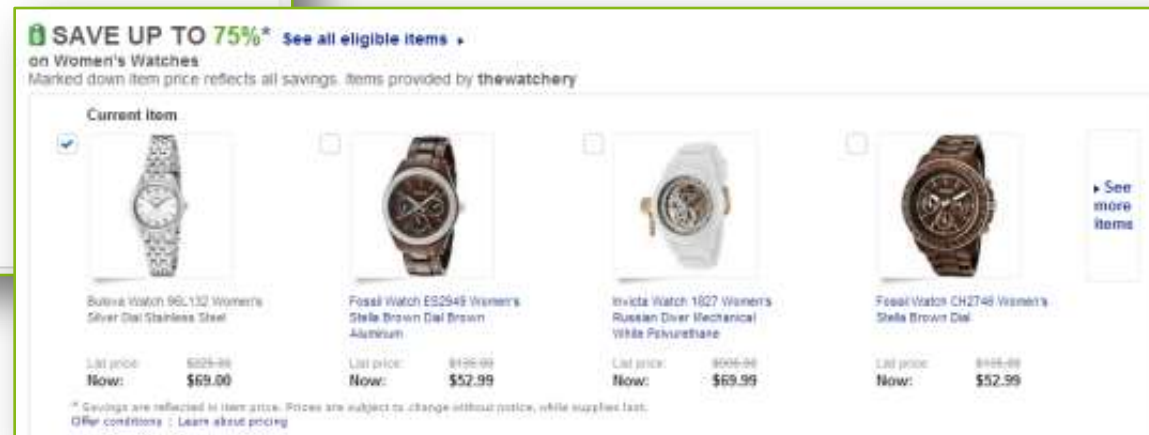 SAVE UP TO 75%* See all eligible items ▸
on Women's Watches
Marked down item price reflects all savings. Items provided by thewatchery
Current item
Bulova Watch 96L132 Women's
Silver Dial Stainless Steel
List price:
Now: $69.00
Fossil Watch ES2949 Women's
Stella Brown Dial Brown
Aluminum
List price:
Now: $52.99
Invicta Watch 1827 Women's
Russian Diver Mechanical
White Polyurethane
List price:
Now: $69.99
Fossil Watch CH2746 Women's
Stella Brown Dial
List price:
Now: $52.99
▸ See
more
items
* Savings are reflected in item price. Prices are subject to change without notice, while supplies last.
Offer conditions | Learn about pricing